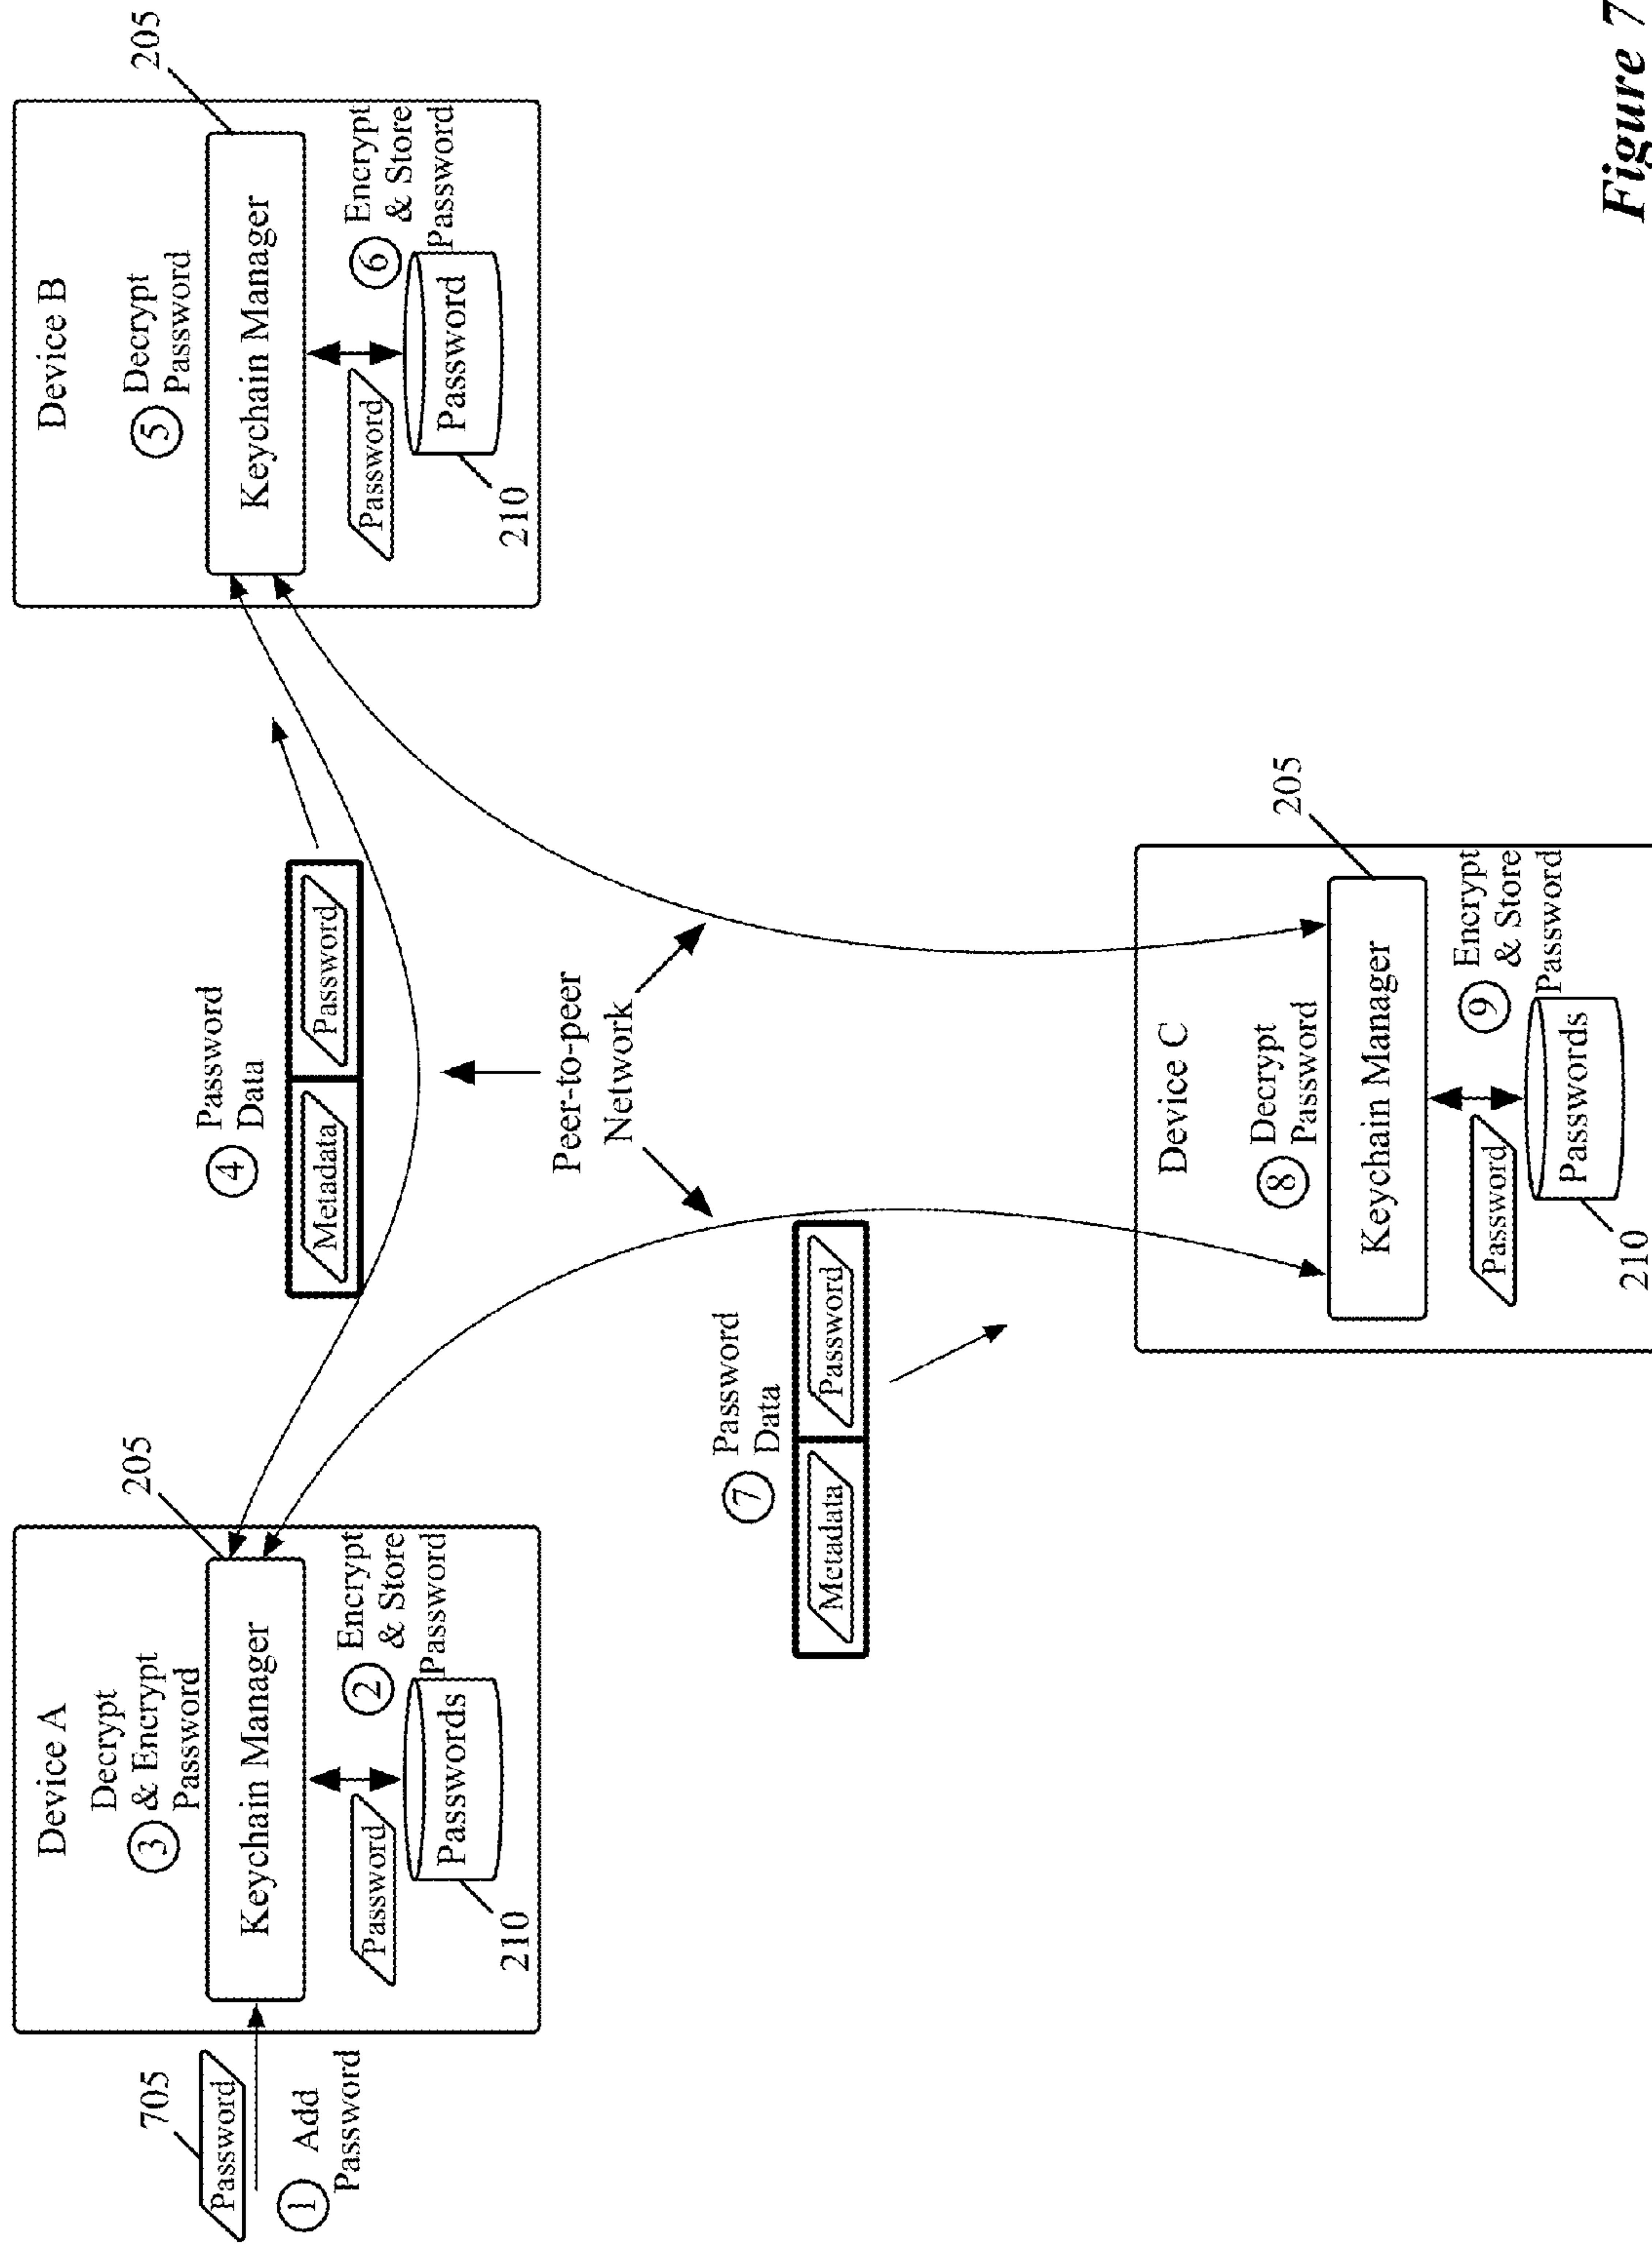 705
Password
1
Add
Password
Device A
Decrypt
3
& Encrypt
Password
205
Keychain Manager
Password
2
Encrypt
& Store
Password
Passwords
210
4
Password
Data
Metadata
Password
Device B
5
Decrypt
Password
205
Keychain Manager
Password
6
Encrypt
& Store
Password
Password
210
Peer-to-peer
Network
7
Password
Data
Metadata
Password
Device C
8
Decrypt
Password
205
Keychain Manager
Password
9
Encrypt
& Store
Password
Passwords
210
Figure 7